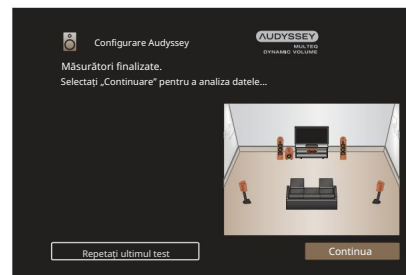 Configurare Audyssey
AUDYSSEY
MULTEQ
DYNAMIC VOLUME
Măsurători finalizate.
Selectați „Continuare” pentru a analiza datele...
Repetați ultimul test
Continua